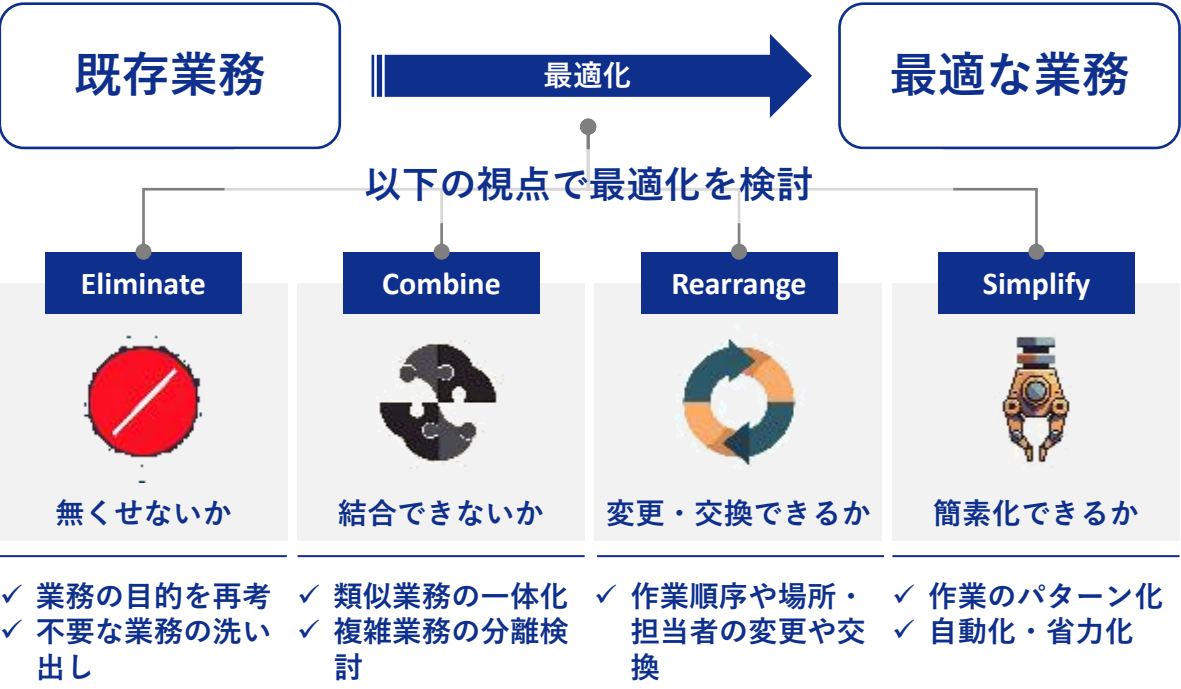 既存業務
最適化
最適な業務
以下の視点で最適化を検討
Eliminate
Combine
Rearrange
Simplify
無くせないか
結合できないか
変更・交換できるか
簡素化できるか
✓ 業務の目的を再考
✓ 不要な業務の洗い
出し
✓ 類似業務の一体化
✓ 複雑業務の分離検
討
✓ 作業順序や場所・
担当者の変更や交
換
✓ 作業のパターン化
✓ 自動化・省力化